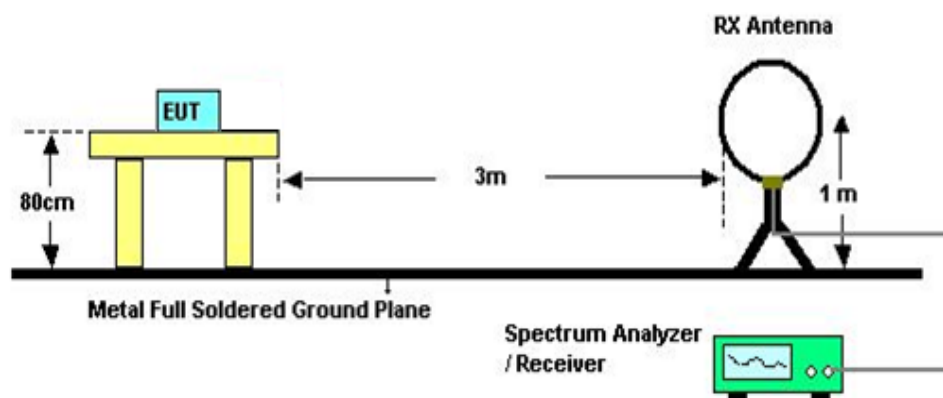 RX Antenna
EUT
80cm
3m
1 m
Metal Full Soldered Ground Plane
Spectrum Analyzer
/ Receiver